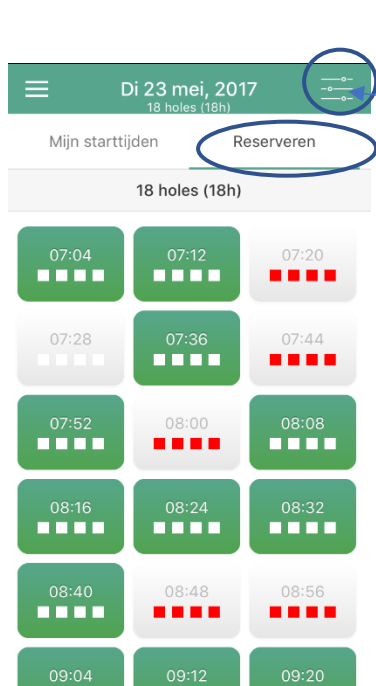 Di 23 mei, 2017
18 holes (18h)
Mijn starttijden Reserveren
18 holes (18h)
07:04 07:12 07:20
07:28 07:36 07:44
07:52 08:00 08:08
08:16 08:24 08:32
08:40 08:48 08:56
09:04 09:12 09:20